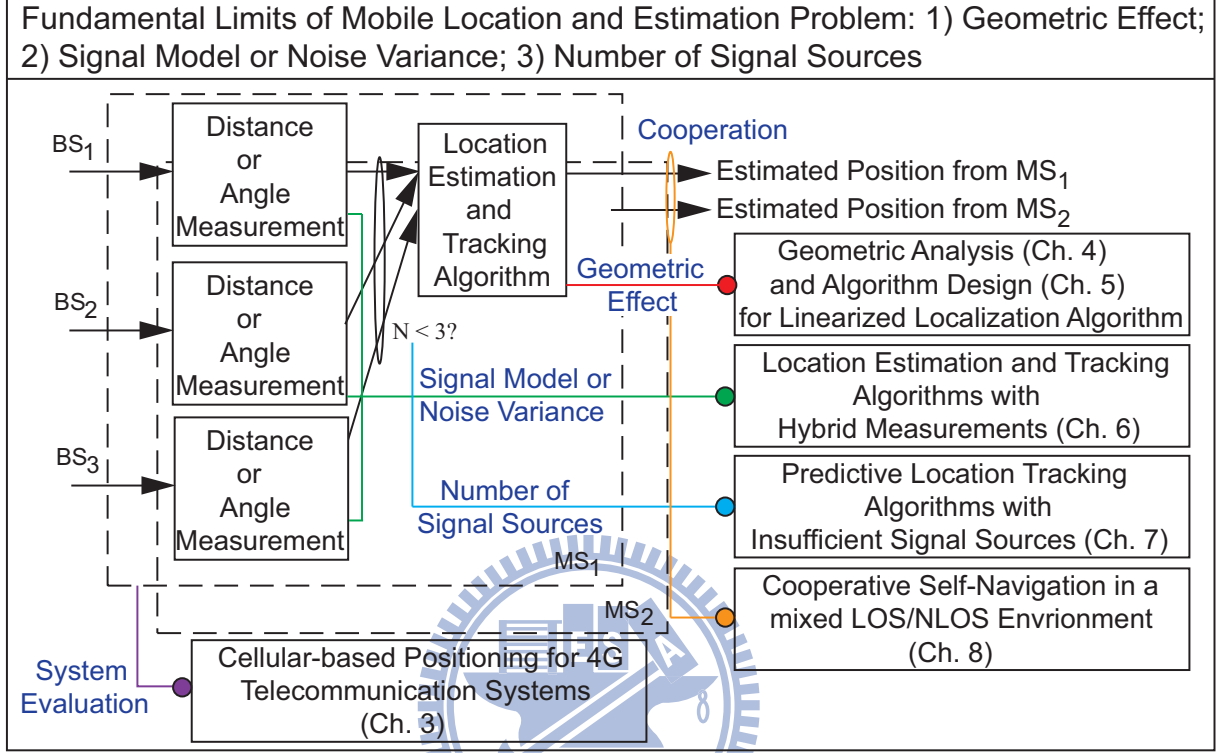 Fundamental Limits of Mobile Location and Estimation Problem: 1) Geometric Effect;
2) Signal Model or Noise Variance; 3) Number of Signal Sources
BS1
Distance
or
Angle
Measurement
BS2
Distance
or
Angle
Measurement
BS3
Distance
or
Angle
Measurement
Location
Estimation
and
Tracking
Algorithm
N < 3?
Cooperation
Estimated Position from MS1
Estimated Position from MS2
Geometric
Effect
Geometric Analysis (Ch. 4)
and Algorithm Design (Ch. 5)
for Linearized Localization Algorithm
Signal Model or
Noise Variance
Location Estimation and Tracking
Algorithms with
Hybrid Measurements (Ch. 6)
Number of
Signal Sources
Predictive Location Tracking
Algorithms with
Insufficient Signal Sources (Ch. 7)
MS1
MS2
Cooperative Self-Navigation in a
mixed LOS/NLOS Envrionment
(Ch. 8)
System
Evaluation
Cellular-based Positioning for 4G
Telecommunication Systems
(Ch. 3)
E S A
8